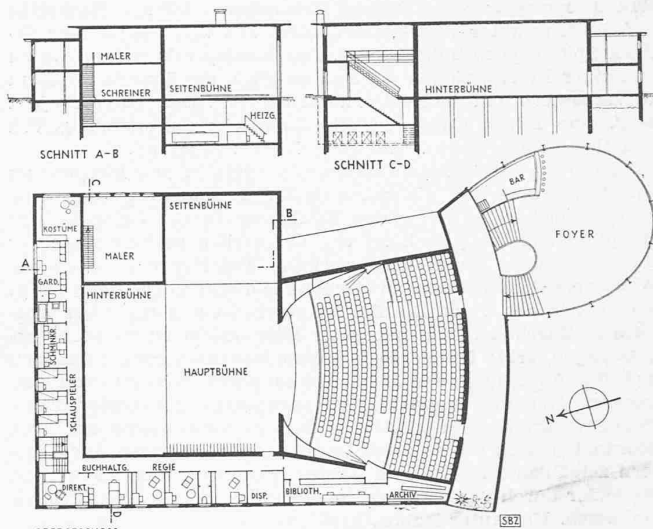 MALER
SCHREINER
SEITENBÜHNE
HEIZG.
HINTERBÜHNE
SCHNITT A-B
SCHNITT C-D
C
KOSTÜME
SEITENBÜHNE
B
A
MALER
GARD.
HINTERBÜHNE
BAR
FOYER
HAUPTBÜHNE
SCHMINKR.
SCHAUSPIELER
N
BUCHHALTG.
REGIE
DIREKT.
DISP.
BIBLIOTH.
ARCHIV
D
SBZ